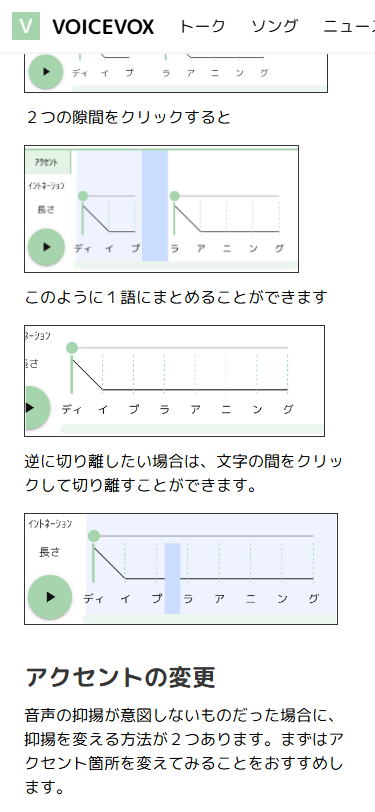 VOICEVOX トーク ソング ニュース
ディ イ プ ラ ア ニ ン グ
２つの隙間をクリックすると
アクセント
イントネーション
長さ
ディ イ プ ラ ア ニ ン グ
このように１語にまとめることができます
ネーション
長さ
ディ イ プ ラ ア ニ ン グ
逆に切り離したい場合は、文字の間をクリッ
クして切り離すことができます。
イントネーション
長さ
ディ イ プ ラ ア ニ ン グ
アクセントの変更
音声の抑揚が意図しないものだった場合に、
抑揚を変える方法が２つあります。まずはア
クセント箇所を変えてみることをおすすめし
ます。